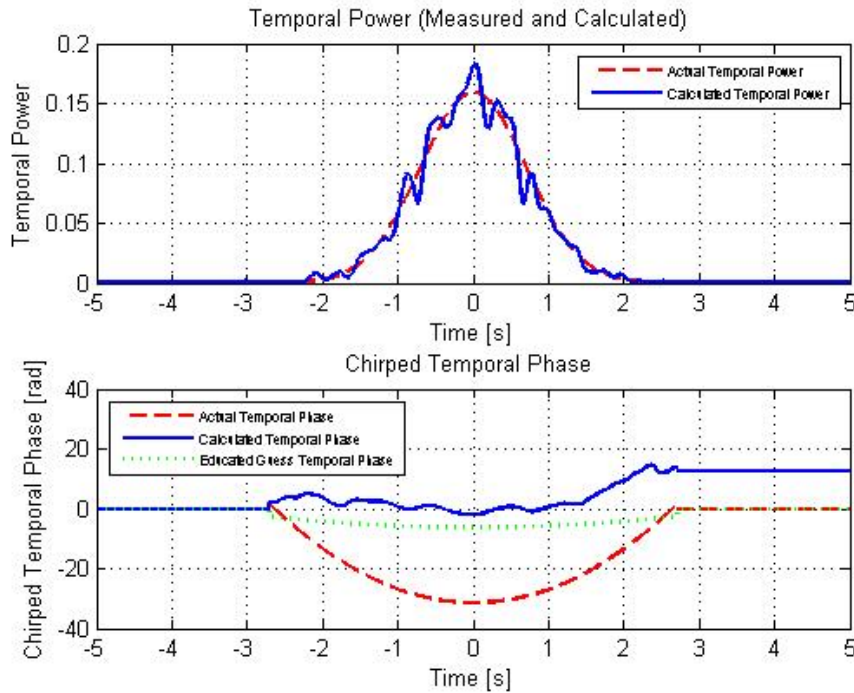 Temporal Power (Measured and Calculated)
0.2
0.15
0.1
0.05
0
Temporal Power
Actual Temporal Power
Calculated Temporal Power
-5 -4 -3 -2 -1 0 1 2 3 4 5
Time [s]
Chirped Temporal Phase
40
20
0
-20
-40
Chirped Temporal Phase [rad]
Actual Temporal Phase
Calculated Temporal Phase
Educated Guess Temporal Phase
-5 -4 -3 -2 -1 0 1 2 3 4 5
Time [s]